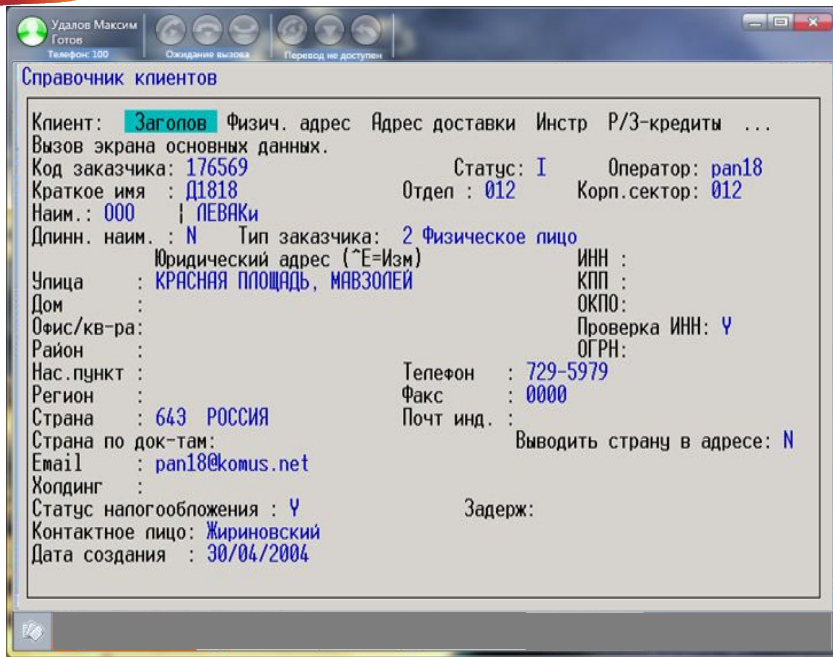 Удалов Максим
Готов
Телефон: 100
Ожидание вызова
Перевод не доступен
Справочник клиентов
Клиент: Заголов Физич. адрес Адрес доставки Инстр Р/З-кредиты ...
Вызов экрана основных данных.
Код заказчика: 176569 Статус: I Оператор: pan18
Краткое имя : Д1818 Отдел : 012 Корп.сектор: 012
Наим.: ООО ¦ ЛЕВАКи
Длинн. наим. : N Тип заказчика: 2 Физическое лицо
Юридический адрес (^E=Изм) ИНН :
Улица : КРАСНАЯ ПЛОЩАДЬ, МАВЗОЛЕЙ КПП :
Дом : ОКПО:
Офис/кв-ра: Проверка ИНН: Y
Район : ОГРН:
Нас.пункт : Телефон : 729-5979
Регион : Факс : 0000
Страна : 643 РОССИЯ Почт инд. :
Страна по док-там: Выводить страну в адресе: N
Email : pan18@komus.net
Холдинг :
Статус налогообложения : Y Задерж:
Контактное лицо: Жириновский
Дата создания : 30/04/2004